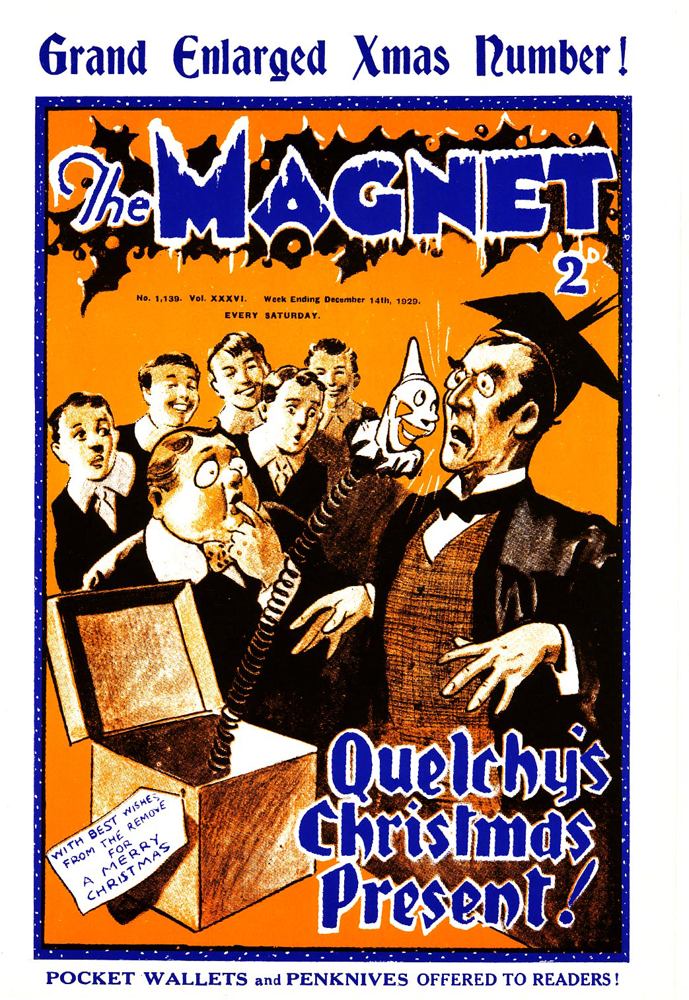 Grand Enlarged Xmas Number!
The MAGNET
2D
No. 1,139. Vol. XXXVI. Week Ending December 14th, 1929.
EVERY SATURDAY.
WITH BEST WISHES
FROM THE REMOVE
FOR
A MERRY
CHRISTMAS
Quelchy's
Christmas
Present!
POCKET WALLETS and PENKNIVES OFFERED TO READERS!